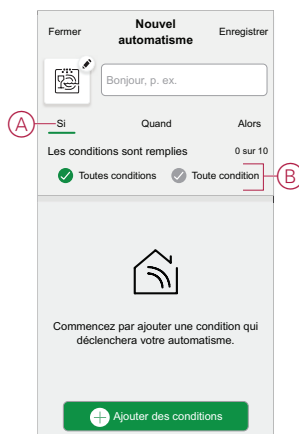 Fermer
Nouvel
automatisme
Enregistrer
Bonjour, p. ex.
A
Si
Quand
Alors
Les conditions sont remplies
0 sur 10
Toutes conditions
Toute condition
B
Commencez par ajouter une condition qui
déclenchera votre automatisme.
Ajouter des conditions